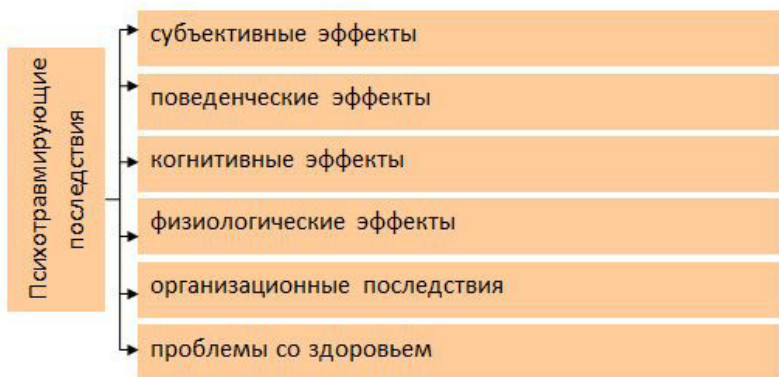 Психотравмирующие
последствия
субъективные эффекты
поведенческие эффекты
когнитивные эффекты
физиологические эффекты
организационные последствия
проблемы со здоровьем